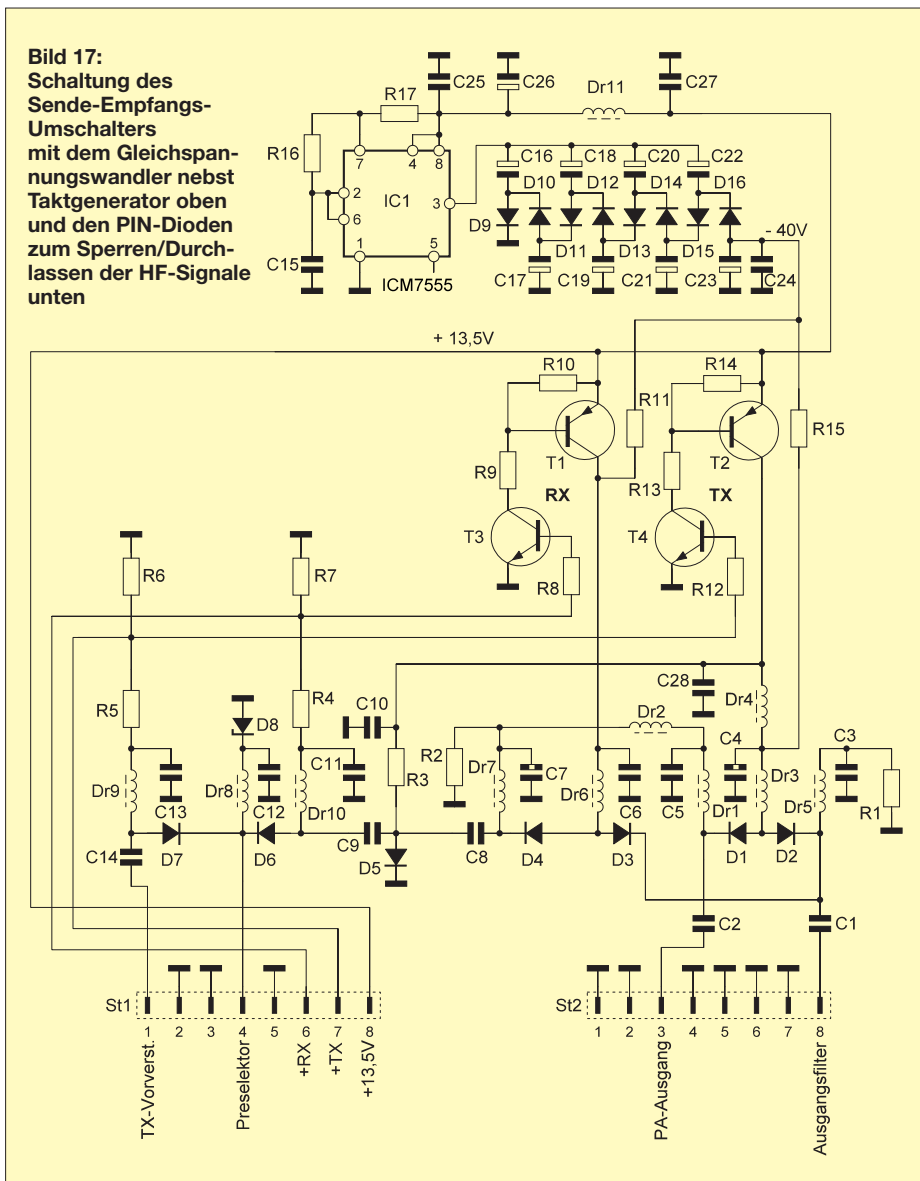 Bild 17:
Schaltung des
Sende-Empfangs-
Umschalters
mit dem Gleichspan-
nungswandler nebst
Taktgenerator oben
und den PIN-Dioden
zum Sperren/Durch-
lassen der HF-Signale
unten
C25
C26
Dr11
C27
R17
R16
7
4
8
2
6
IC1
3
1
5
ICM7555
C15
C16
C18
C20
C22
D10
D12
D14
D16
D9
D11
D13
D15
- 40V
C17
C19
C21
C23
C24
+ 13,5V
R10
R14
R11
R15
T1
T2
R9
RX
R13
TX
T3
T4
R8
R12
R6
R7
R5
R4
D8
C10
R3
R2
Dr2
C28
Dr4
Dr9
C13
Dr8
C12
Dr10
C11
Dr7
C7
Dr6
C6
C5
Dr1
C4
Dr3
Dr5
C3
R1
C14
D7
D6
C9
D5
C8
D4
D3
D1
D2
C2
C1
St1
1
2
3
4
5
6
7
8
TX-Vorverst.
Preselektor
+RX
+TX
+13,5V
St2
1
2
3
4
5
6
7
8
PA-Ausgang
Ausgangsfilter